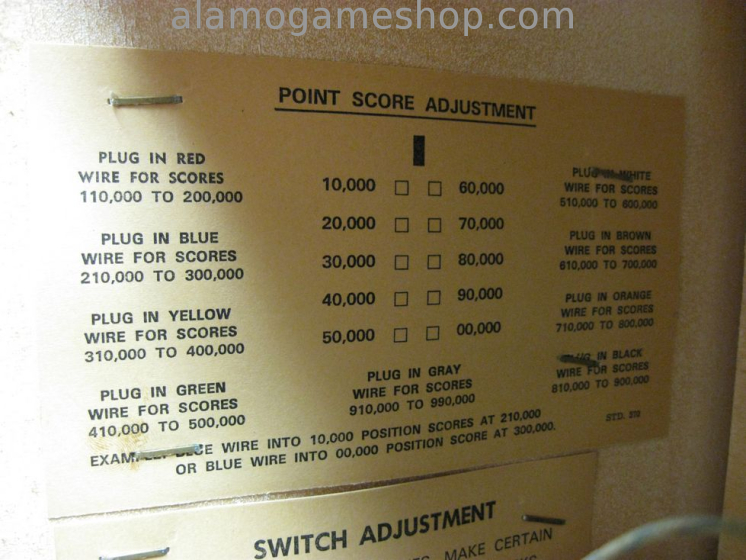 alamogameshop.com
POINT SCORE ADJUSTMENT
PLUG IN RED
WIRE FOR SCORES
110,000 TO 200,000
PLUG IN BLUE
WIRE FOR SCORES
210,000 TO 300,000
PLUG IN YELLOW
WIRE FOR SCORES
310,000 TO 400,000
PLUG IN GREEN
WIRE FOR SCORES
410,000 TO 500,000
10,000 60,000
20,000 70,000
30,000 80,000
40,000 90,000
50,000 00,000
PLUG IN GRAY
WIRE FOR SCORES
910,000 TO 990,000
PLUG IN WHITE
WIRE FOR SCORES
510,000 TO 600,000
PLUG IN BROWN
WIRE FOR SCORES
610,000 TO 700,000
PLUG IN ORANGE
WIRE FOR SCORES
710,000 TO 800,000
PLUG IN BLACK
WIRE FOR SCORES
810,000 TO 900,000
STD.
BLUE WIRE INTO 10,000 POSITION SCORES AT 210,000
OR BLUE WIRE INTO 00,000 POSITION SCORE AT 300,000.
SWITCH ADJUSTMENT
MAKE CERTAIN